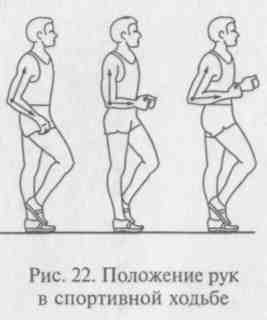 Рис. 22. Положение рук
в спортивной ходьбе